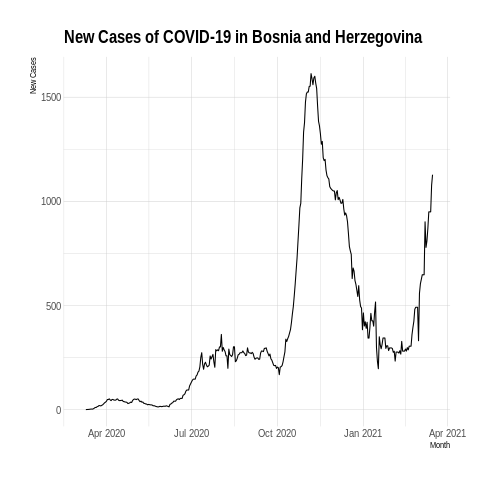 New Cases of COVID-19 in Bosnia and Herzegovina
New Cases
1500
1000
500
0
Apr 2020 Jul 2020 Oct 2020 Jan 2021 Apr 2021
Month